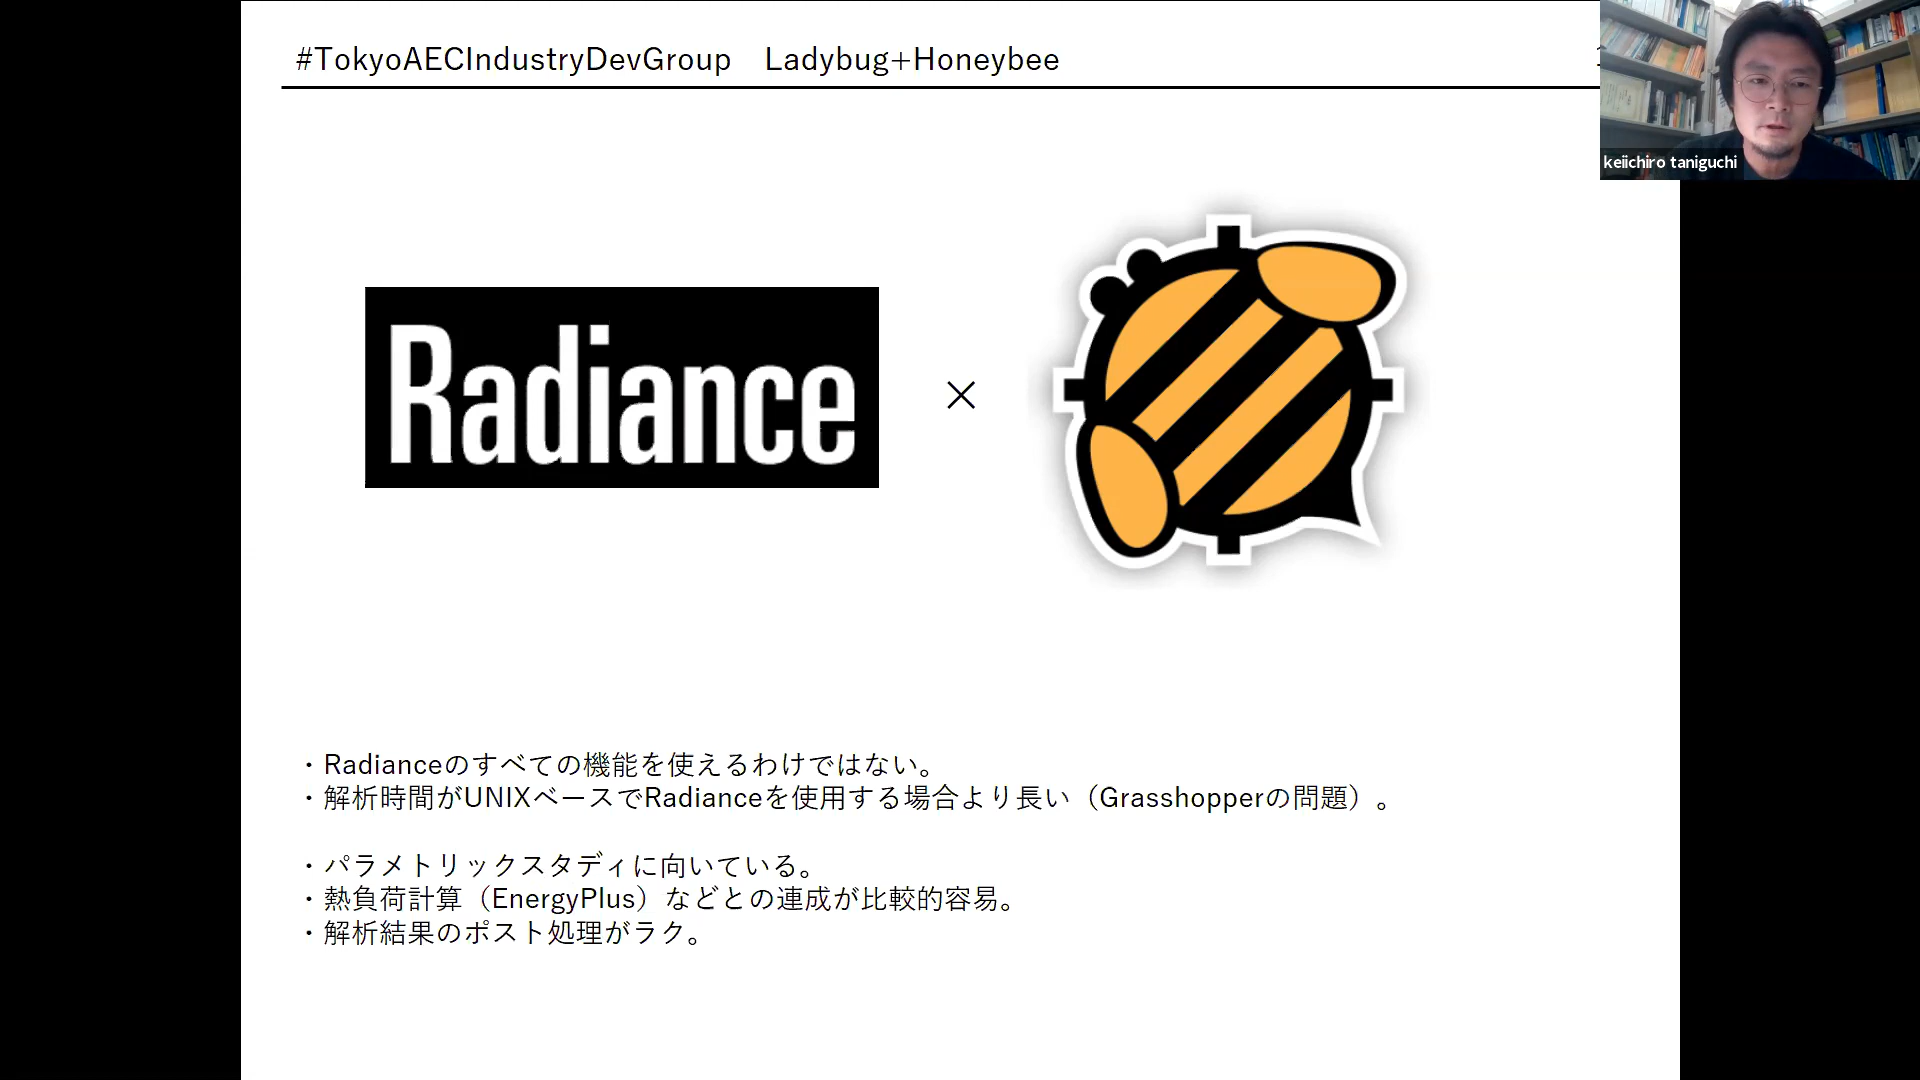 #TokyoAECIndustryDevGroup　Ladybug+Honeybee
keiichiro taniguchi
Radiance
×
・Radianceのすべての機能を使えるわけではない。
・解析時間がUNIXベースでRadianceを使用する場合より長い（Grasshopperの問題）。
・パラメトリックスタディに向いている。
・熱負荷計算（EnergyPlus）などとの連成が比較的容易。
・解析結果のポスト処理がラク。